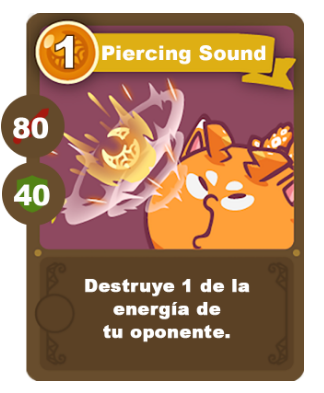 1
Piercing Sound
80
40
Destruye 1 de la
energía de
tu oponente.